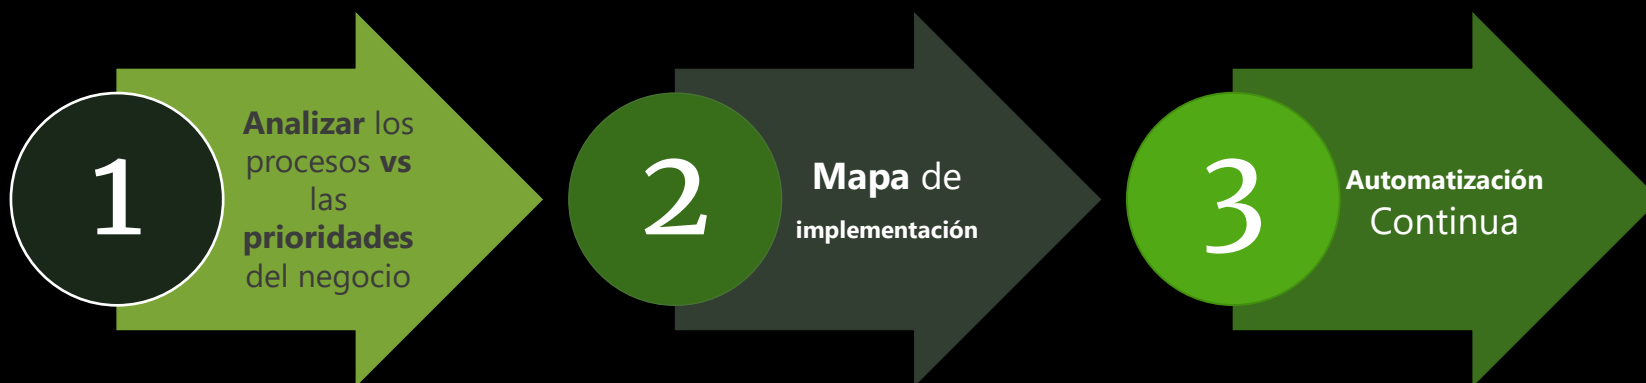 1
Analizar los
procesos vs
las
prioridades
del negocio
2
Mapa de
implementación
3
Automatización
Continua